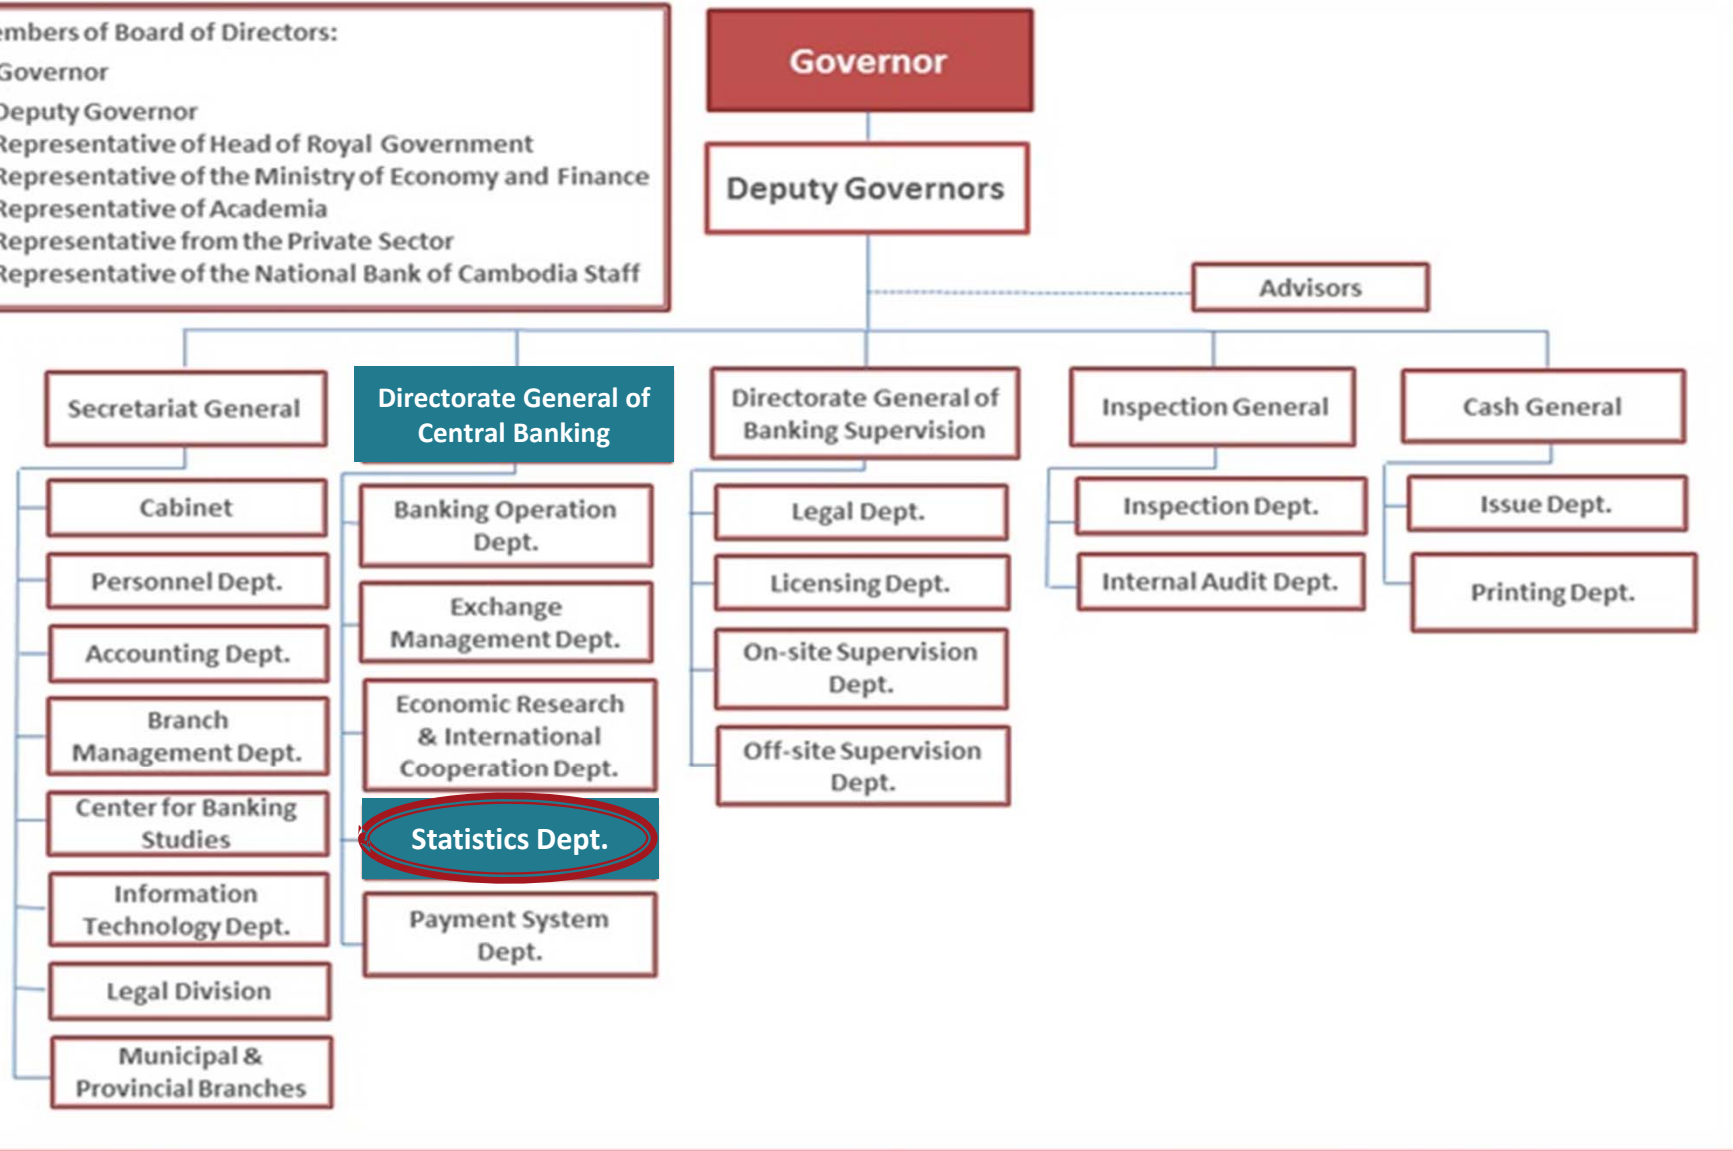 embers of Board of Directors:
Governor
Deputy Governor
Representative of Head of Royal Government
Representative of the Ministry of Economy and Finance
Representative of Academia
Representative from the Private Sector
Representative of the National Bank of Cambodia Staff
Governor
Deputy Governors
Advisors
Secretariat General
Cabinet
Personnel Dept.
Accounting Dept.
Branch
Management Dept.
Center for Banking
Studies
Information
Technology Dept.
Legal Division
Municipal &
Provincial Branches
Directorate General of
Central Banking
Banking Operation
Dept.
Exchange
Management Dept.
Economic Research
& International
Cooperation Dept.
Statistics Dept.
Payment System
Dept.
Directorate General of
Banking Supervision
Legal Dept.
Licensing Dept.
On-site Supervision
Dept.
Off-site Supervision
Dept.
Inspection General
Inspection Dept.
Internal Audit Dept.
Cash General
Issue Dept.
Printing Dept.